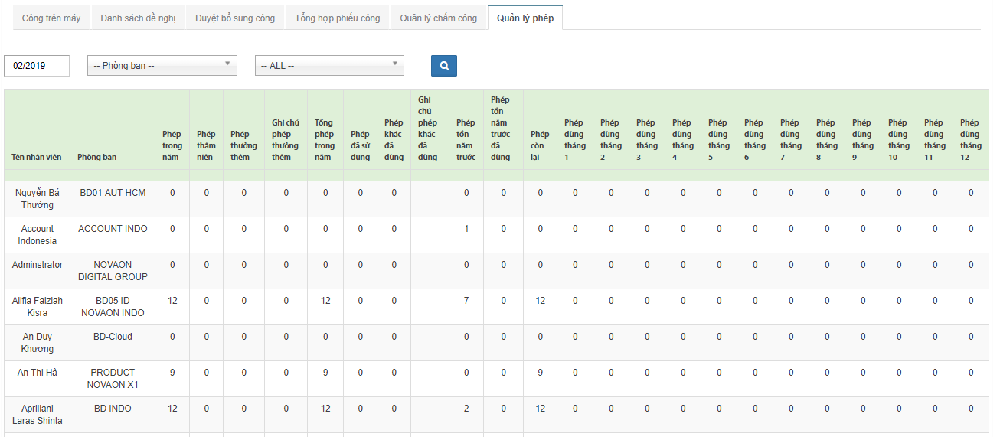 Công trên máy Danh sách đề nghị Duyệt bổ sung công Tổng hợp phiếu công Quản lý chấm công Quản lý phép
02/2019 -- Phòng ban -- -- ALL --
Tên nhân viên Phòng ban Phép trong năm Phép thâm niên Phép thưởng thêm Ghi chú phép thưởng thêm Tổng phép trong năm Phép đã sử dụng Phép khác đã dùng Ghi chú phép khác đã dùng Phép tồn năm trước Phép tồn năm trước đã dùng Phép còn lại Phép dùng tháng 1 Phép dùng tháng 2 Phép dùng tháng 3 Phép dùng tháng 4 Phép dùng tháng 5 Phép dùng tháng 6 Phép dùng tháng 7 Phép dùng tháng 8 Phép dùng tháng 9 Phép dùng tháng 10 Phép dùng tháng 11 Phép dùng tháng 12
Nguyễn Bá Thưởng BD01 AUT HCM 0 0 0 0 0 0 0 0 0 0 0 0 0 0 0 0 0 0 0 0 0 0
Account Indonesia ACCOUNT INDO 0 0 0 0 0 0 0 1 0 0 0 0 0 0 0 0 0 0 0 0 0 0
Adminstrator NOVAON DIGITAL GROUP 0 0 0 0 0 0 0 0 0 0 0 0 0 0 0 0 0 0 0 0 0 0
Alifia Faiziah Kisra BD05 ID NOVAON INDO 12 0 0 0 12 0 0 7 0 12 0 0 0 0 0 0 0 0 0 0 0 0
An Duy Khương BD-Cloud 0 0 0 0 0 0 0 0 0 0 0 0 0 0 0 0 0 0 0 0 0 0
An Thị Hà PRODUCT NOVAON X1 9 0 0 0 9 0 0 0 0 9 0 0 0 0 0 0 0 0 0 0 0 0
Apriliani Laras Shinta BD INDO 12 0 0 0 12 0 0 2 0 12 0 0 0 0 0 0 0 0 0 0 0 0